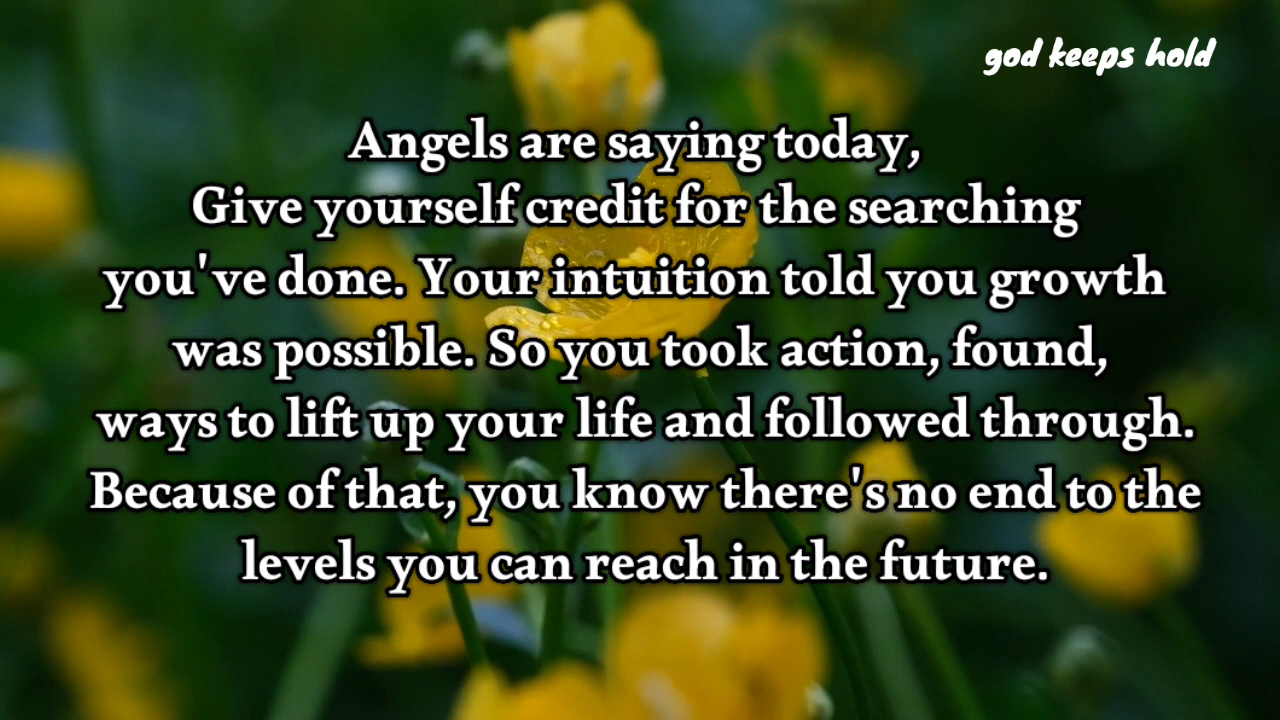 god keeps hold
Angels are saying today,
Give yourself credit for the searching
you've done. Your intuition told you growth
was possible. So you took action, found,
ways to lift up your life and followed through.
Because of that, you know there's no end to the
levels you can reach in the future.